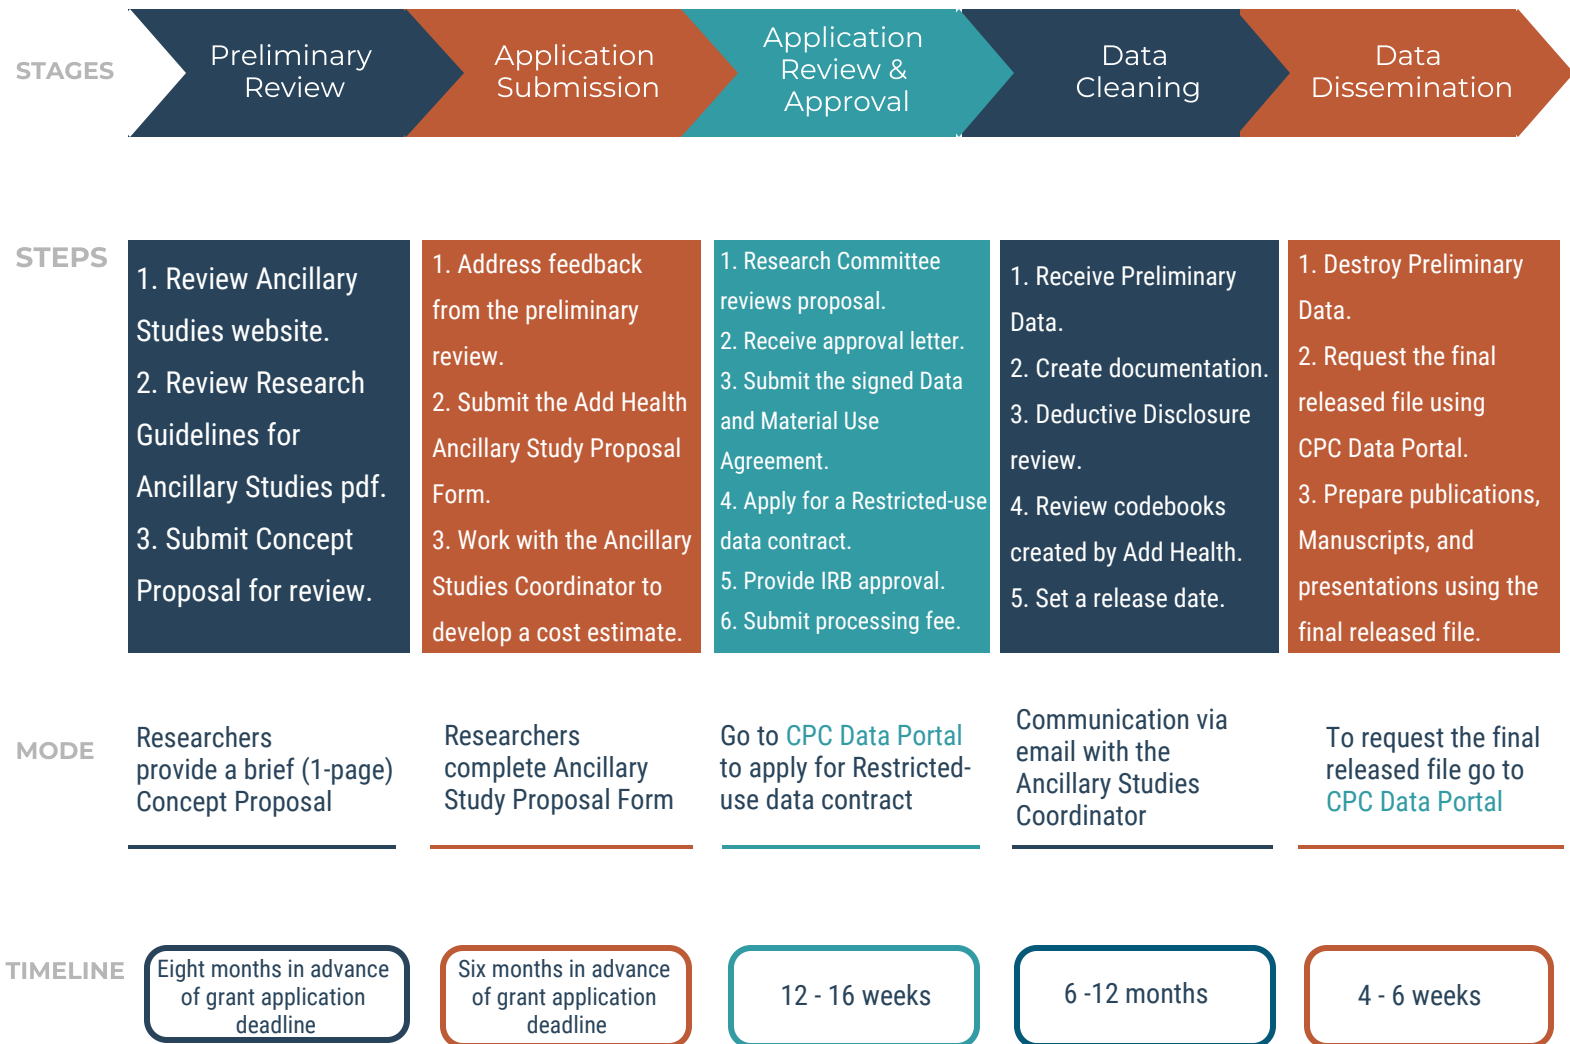 STAGES
Preliminary
Review
Application
Submission
Application
Review &
Approval
Data
Cleaning
Data
Dissemination
STEPS
1. Review Ancillary
Studies website.
2. Review Research
Guidelines for
Ancillary Studies pdf.
3. Submit Concept
Proposal for review.
1. Address feedback
from the preliminary
review.
2. Submit the Add Health
Ancillary Study Proposal
Form.
3. Work with the Ancillary
Studies Coordinator to
develop a cost estimate.
1. Research Committee
reviews proposal.
2. Receive approval letter.
3. Submit the signed Data
and Material Use
Agreement.
4. Apply for a Restricted-use
data contract.
5. Provide IRB approval.
6. Submit processing fee.
1. Receive Preliminary
Data.
2. Create documentation.
3. Deductive Disclosure
review.
4. Review codebooks
created by Add Health.
5. Set a release date.
1. Destroy Preliminary
Data.
2. Request the final
released file using
CPC Data Portal.
3. Prepare publications,
Manuscripts, and
presentations using the
final released file.
MODE
Researchers
provide a brief (1-page)
Concept Proposal
Researchers
complete Ancillary
Study Proposal Form
Go to CPC Data Portal
to apply for Restricted-
use data contract
Communication via
email with the
Ancillary Studies
Coordinator
To request the final
released file go to
CPC Data Portal
TIMELINE
Eight months in advance
of grant application
deadline
Six months in advance
of grant application
deadline
12 - 16 weeks
6 -12 months
4 - 6 weeks